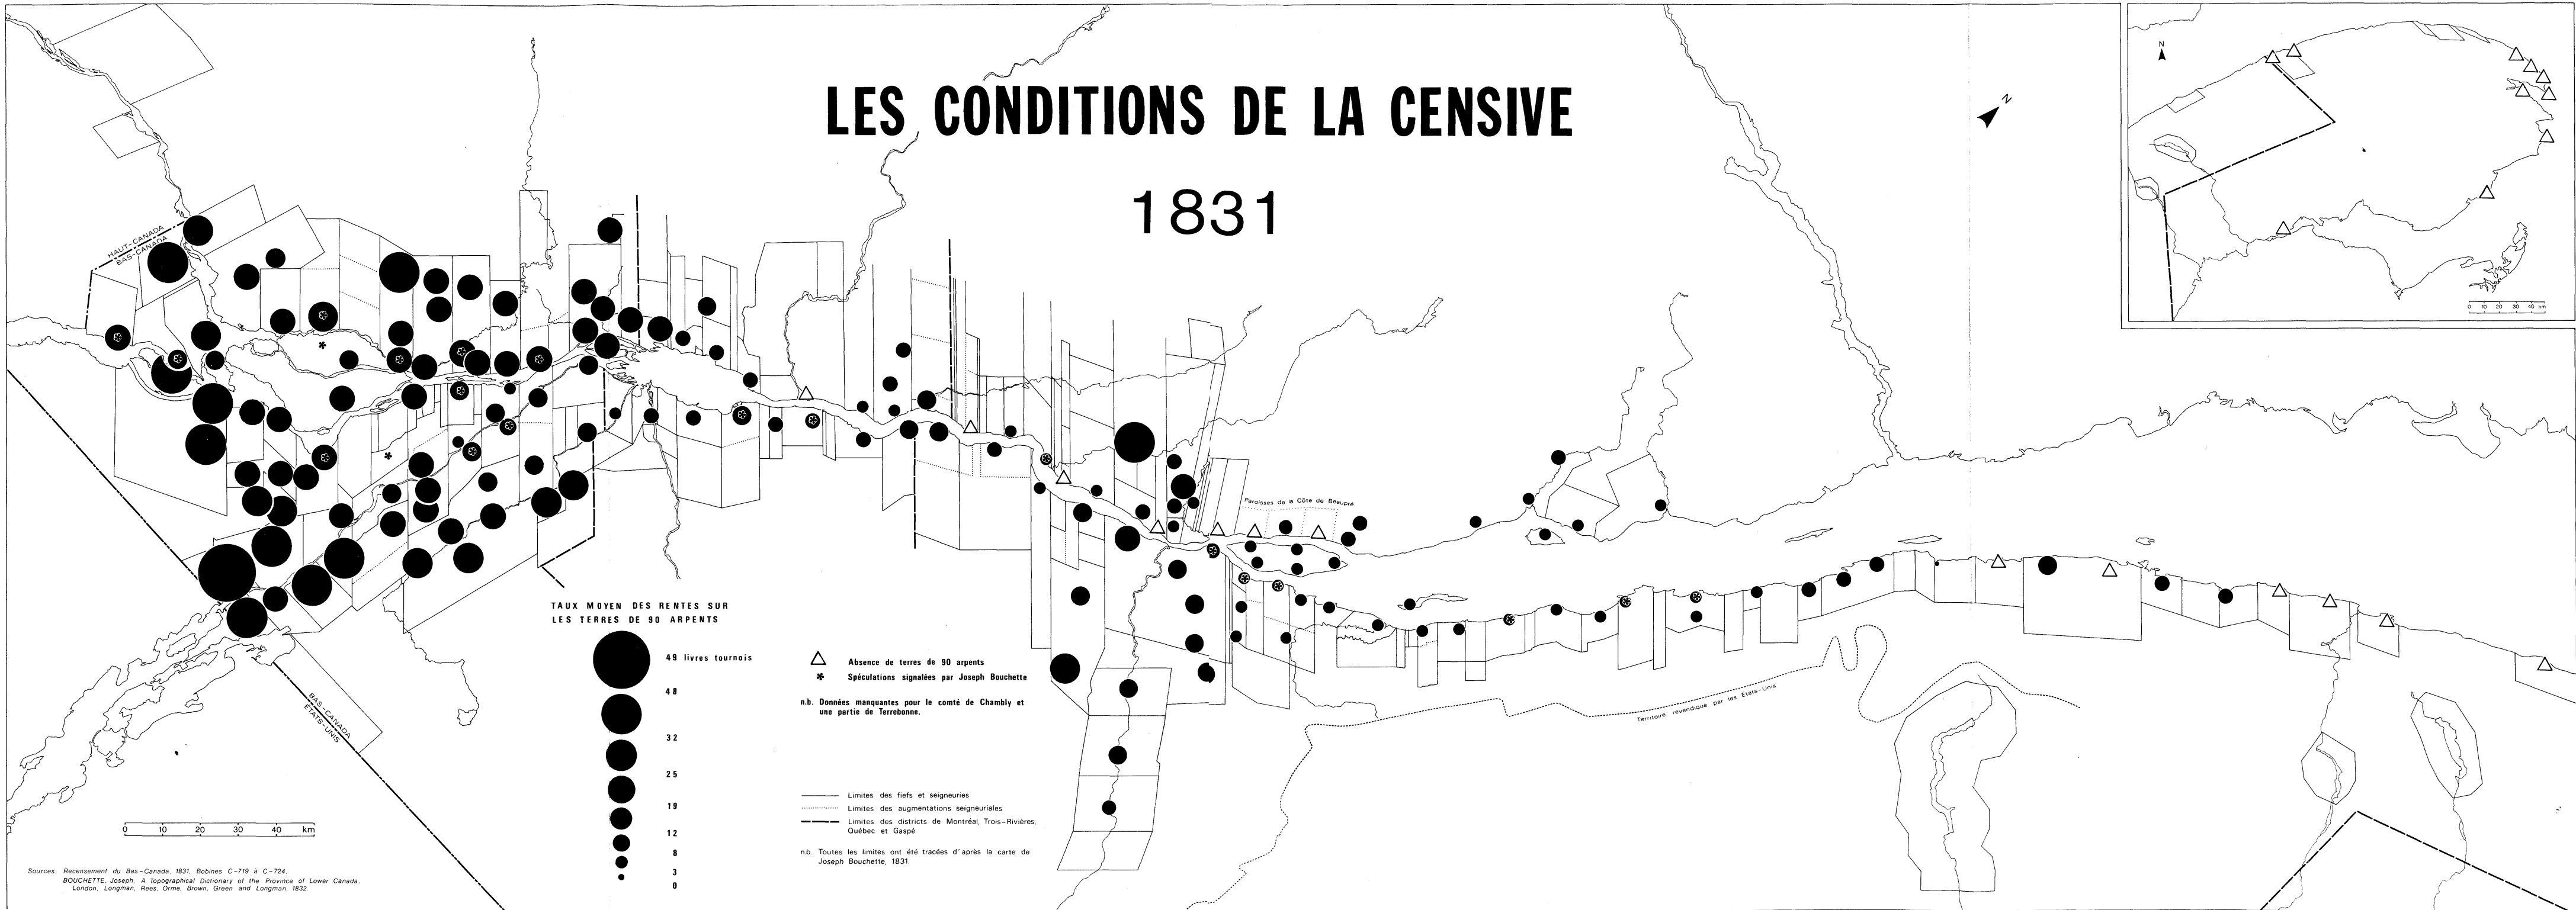 LES CONDITIONS DE LA CENSIVE
1831
N
N
0 10 20 30 40 km
HAUT-CANADA
BAS-CANADA
Paroisses de la Côte de Beaupré
Territoire revendiqué par les Etats-Unis
BAS-CANADA
ETATS-UNIS
TAUX MOYEN DES RENTES SUR
LES TERRES DE 90 ARPENTS
49 livres tournois
48
32
25
19
12
8
3
0
Absence de terres de 90 arpents
Spéculations signalées par Joseph Bouchette
n.b. Données manquantes pour le comté de Chambly et
une partie de Terrebonne.
Limites des fiefs et seigneuries
Limites des augmentations seigneuriales
Limites des districts de Montréal, Trois-Rivières,
Québec et Gaspé
n.b. Toutes les limites ont été tracées d'après la carte de
Joseph Bouchette, 1831.
0 10 20 30 40 km
Sources: Recensement du Bas-Canada, 1831, Bobines C-719 à C-724.
BOUCHETTE, Joseph, A Topographical Dictionary of the Province of Lower Canada,
London, Longman, Rees, Orme, Brown, Green and Longman, 1832.